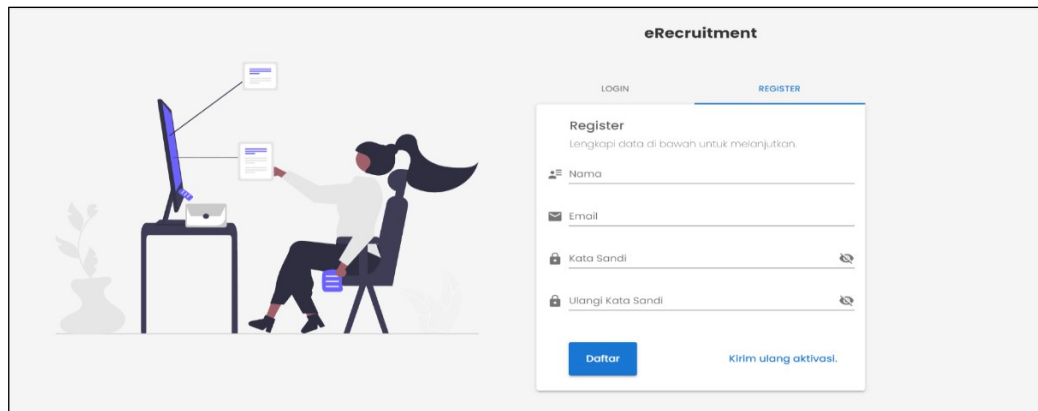 eRecruitment
LOGIN REGISTER
Register
Lengkapi data di bawah untuk melanjutkan.
Nama
Email
Kata Sandi
Ulangi Kata Sandi
Daftar Kirim ulang aktivasi.